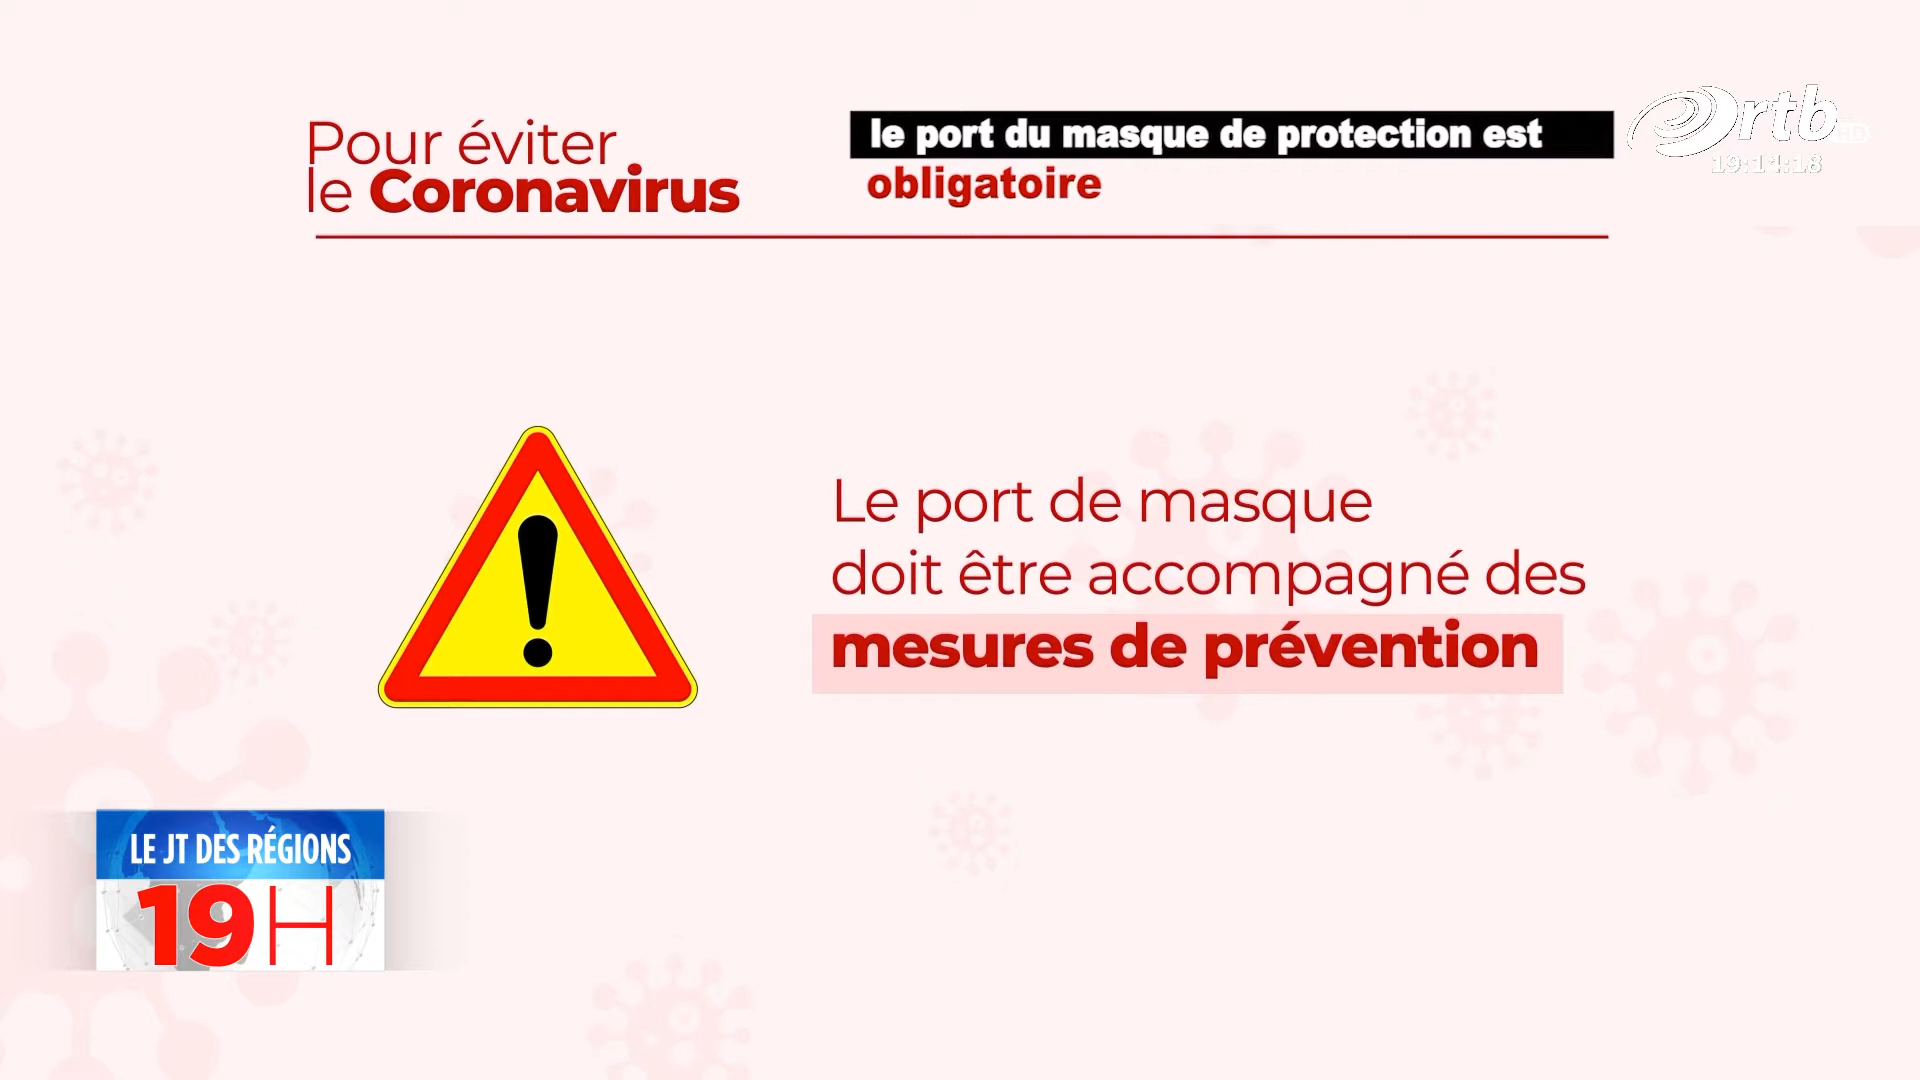 Pour éviter
le Coronavirus
le port du masque de protection est
obligatoire
rtb HD
19:14:18
Le port de masque
doit être accompagné des
mesures de prévention
LE JT DES RÉGIONS
19H